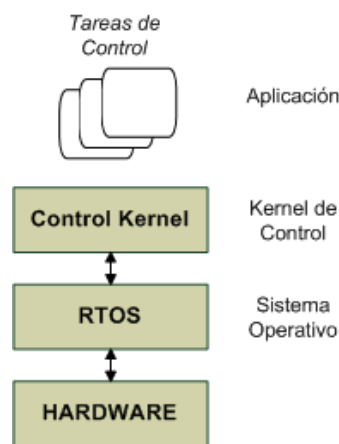 Tareas de
Control
Aplicación
Control Kernel
Kernel de
Control
RTOS
Sistema
Operativo
HARDWARE